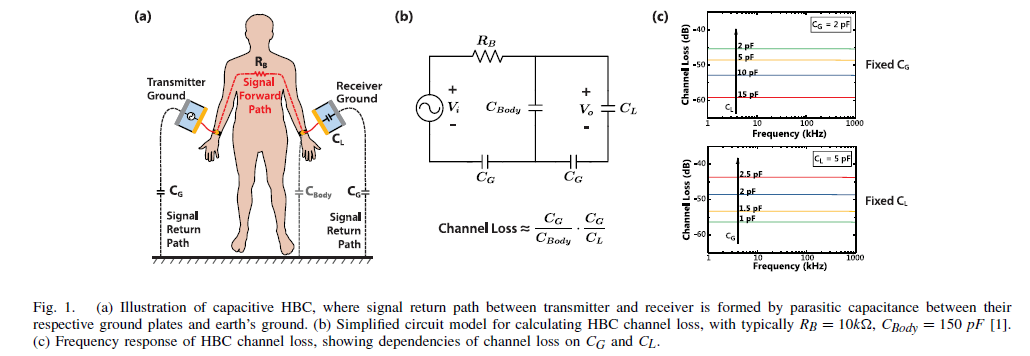 (a)
R_B
Signal
Forward
Path
Transmitter
Ground
Receiver
Ground
C_L
C_G
C_Body
C_G
Signal
Return
Path
Signal
Return
Path
(b)
R_B
+
V_i
-
C_Body
+
V_o
-
C_L
C_G
C_G
Channel Loss ≈ C_G / C_Body · C_G / C_L
(c)
Channel Loss (dB)
-40
-50
-60
C_G = 2 pF
2 pF
5 pF
10 pF
15 pF
C_L
1 10 100 1000
Frequency (kHz)
Fixed C_G
Channel Loss (dB)
-40
-50
-60
C_L = 5 pF
2.5 pF
2 pF
1.5 pF
1 pF
C_G
1 10 100 1000
Frequency (kHz)
Fixed C_L
Fig. 1. (a) Illustration of capacitive HBC, where signal return path between transmitter and receiver is formed by parasitic capacitance between their
respective ground plates and earth's ground. (b) Simplified circuit model for calculating HBC channel loss, with typically R_B = 10kΩ, C_Body = 150 pF [1].
(c) Frequency response of HBC channel loss, showing dependencies of channel loss on C_G and C_L.